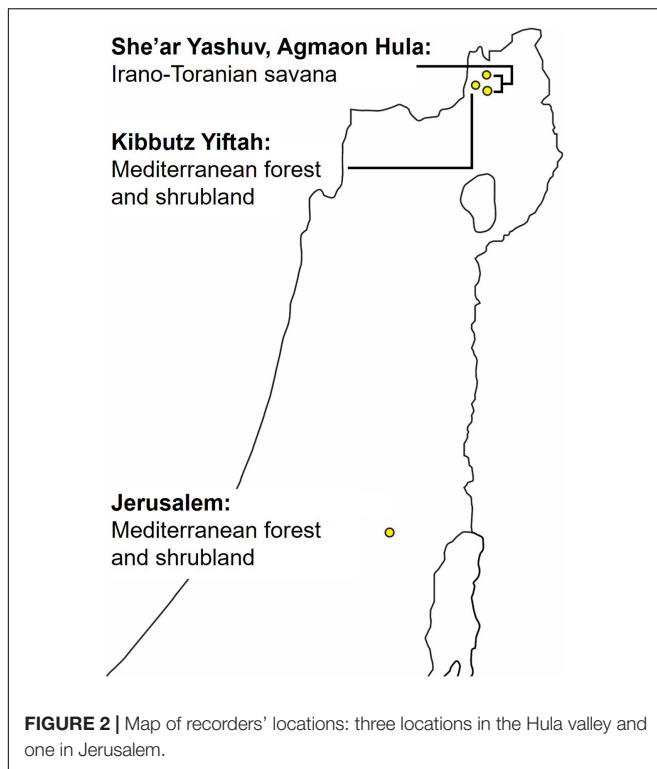 She’ar Yashuv, Agmaon Hula:
Irano-Toranian savana
Kibbutz Yiftah:
Mediterranean forest
and shrubland
Jerusalem:
Mediterranean forest
and shrubland
FIGURE 2 | Map of recorders’ locations: three locations in the Hula valley and
one in Jerusalem.